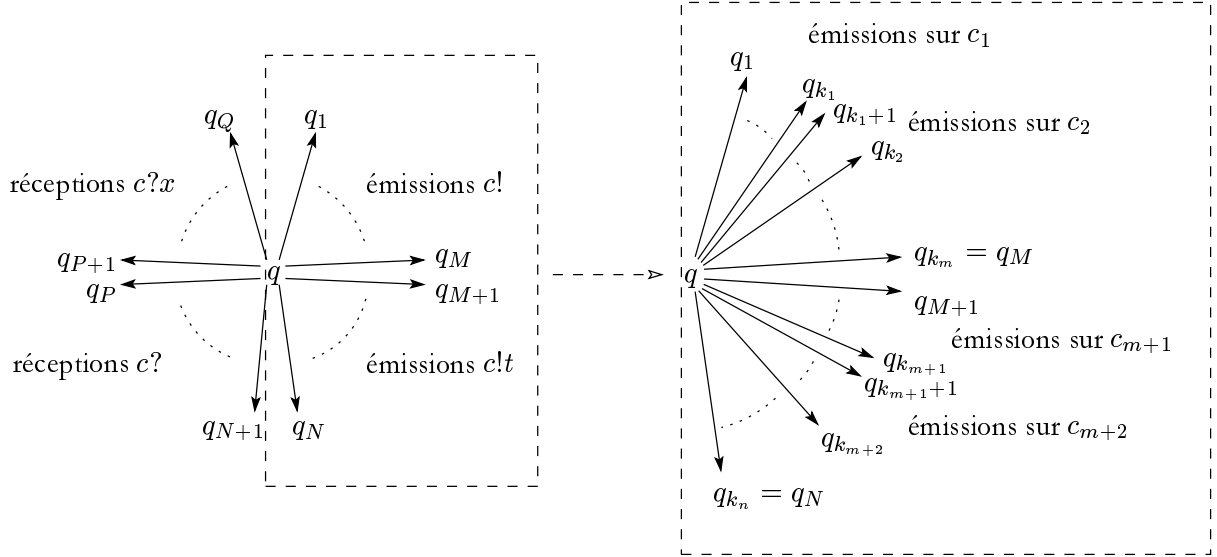 $q_Q$
$q_1$
réceptions $c?x$
émissions $c!$
$q_{P+1}$
$q_M$
$q$
$q_P$
$q_{M+1}$
réceptions $c?$
émissions $c!t$
$q_{N+1}$
$q_N$
émissions sur $c_1$
$q_1$
$q_{k_1}$
$q_{k_1+1}$
émissions sur $c_2$
$q_{k_2}$
$q_{k_m} = q_M$
$q$
$q_{M+1}$
émissions sur $c_{m+1}$
$q_{k_{m+1}}$
$q_{k_{m+1}+1}$
émissions sur $c_{m+2}$
$q_{k_{m+2}}$
$q_{k_n} = q_N$